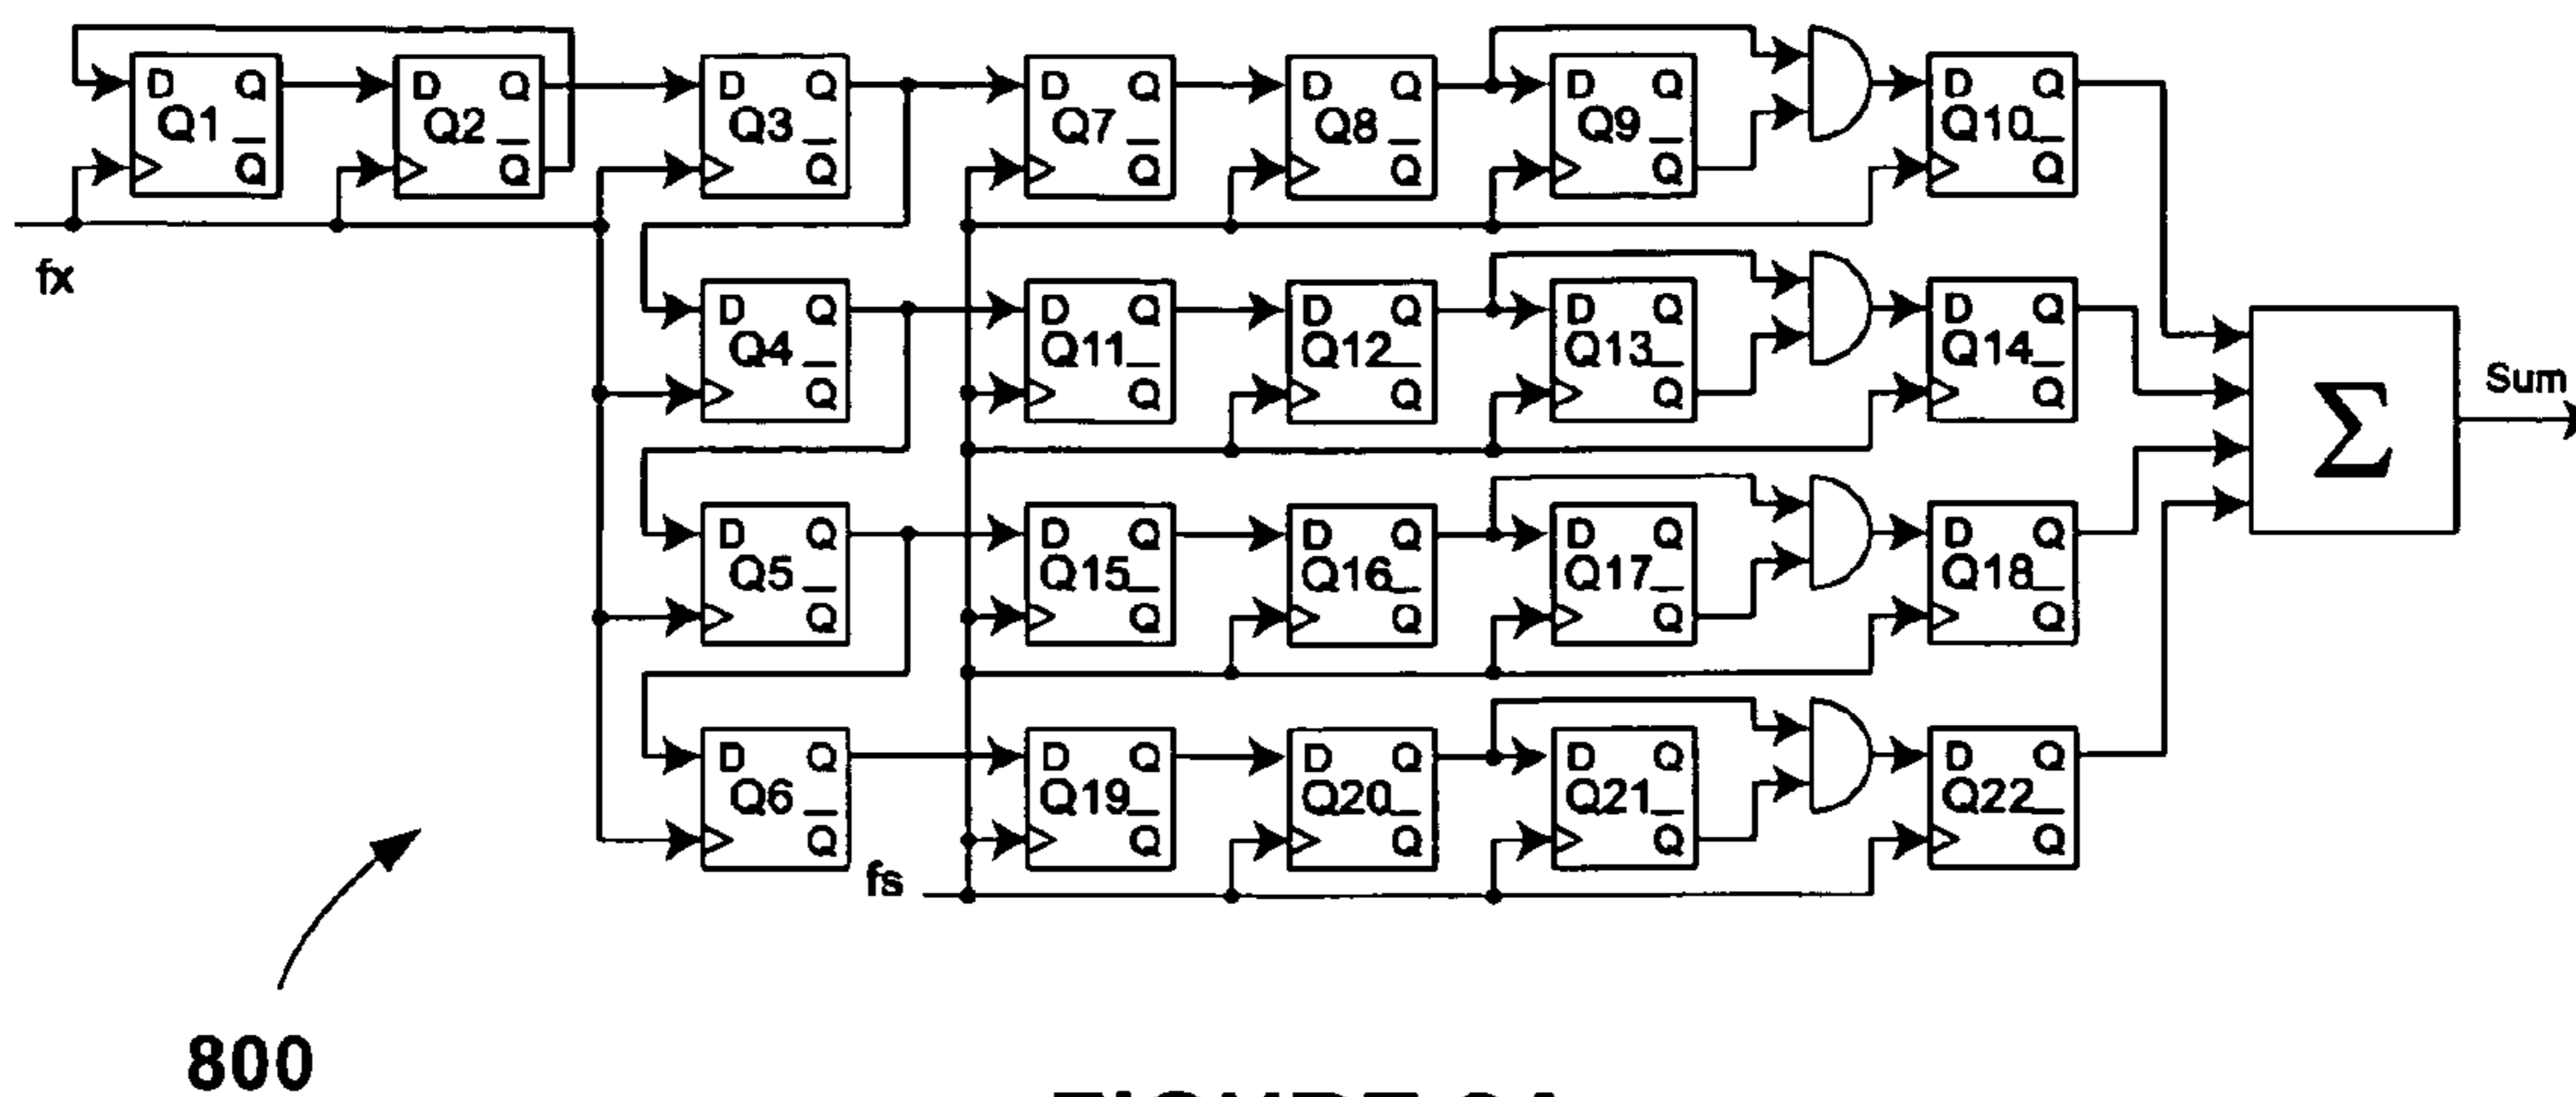 D Q D Q D Q D Q D Q D Q D Q
Q1 Q2 Q3 Q7 Q8 Q9 Q10
Q Q Q Q Q Q Q
fx
D Q D Q D Q D Q D Q
Q4 Q11 Q12 Q13 Q14
Q Q Q Q Q
Sum
Σ
D Q D Q D Q D Q D Q
Q5 Q15 Q16 Q17 Q18
Q Q Q Q Q
D Q D Q D Q D Q D Q
Q6 Q19 Q20 Q21 Q22
Q Q Q Q Q
fs
800